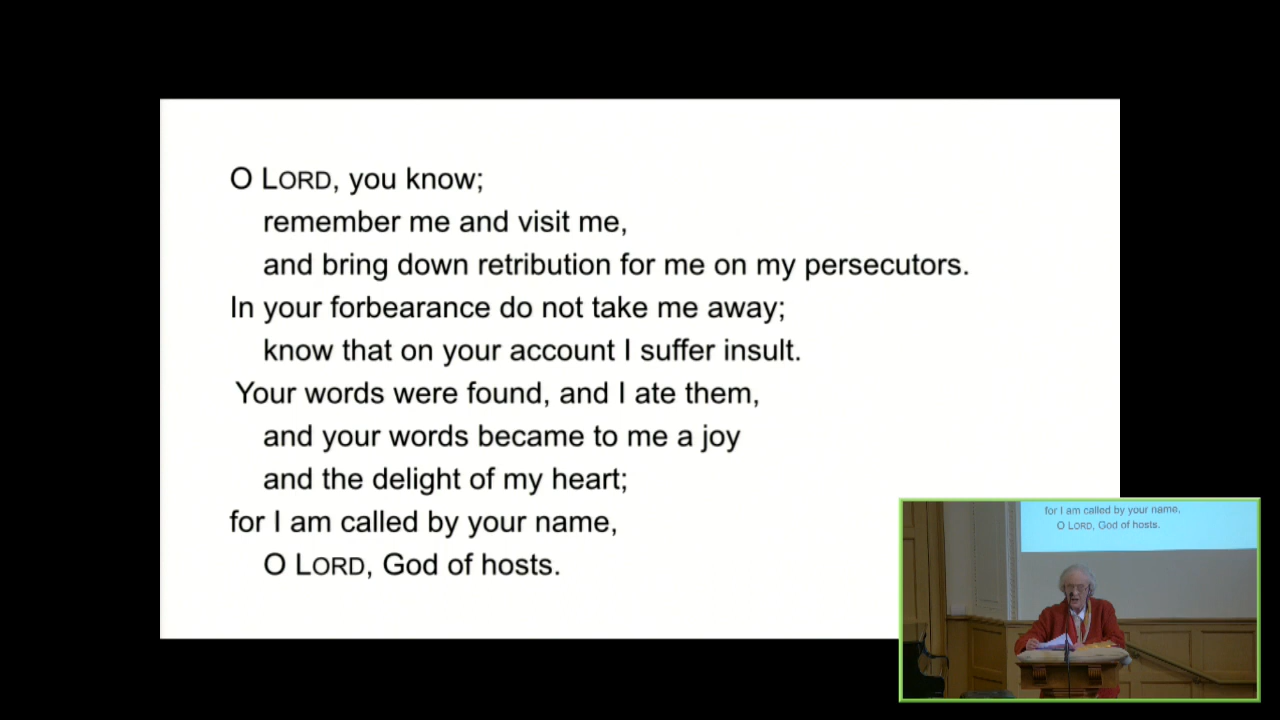 O LORD, you know;
remember me and visit me,
and bring down retribution for me on my persecutors.
In your forbearance do not take me away;
know that on your account I suffer insult.
Your words were found, and I ate them,
and your words became to me a joy
and the delight of my heart;
for I am called by your name,
O LORD, God of hosts.
for I am called by your name,
O LORD, God of hosts.